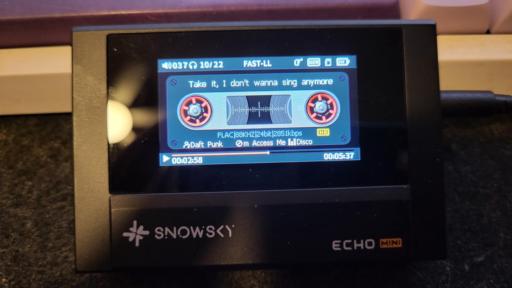 037 10/22 FAST-LL
Take it, I don't wanna sing anymore
FLAC|88KHZ|24bit|2851kbps
Daft Punk m Access Me Disco
00:02:58 00:05:37
SNOWSKY
ECHO MINI